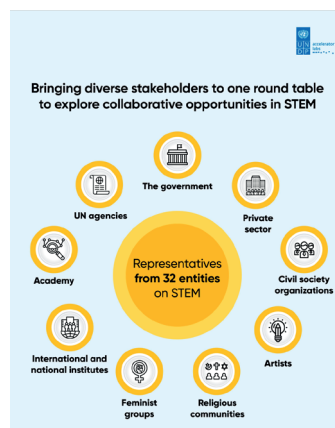 UN
DP
accelerator
labs
Bringing diverse stakeholders to one round table
to explore collaborative opportunities in STEM
The government
UN agencies
Private
sector
Academy
Representatives
from 32 entities
on STEM
Civil society
organizations
International and
national institutes
Artists
Feminist
groups
Religious
communities